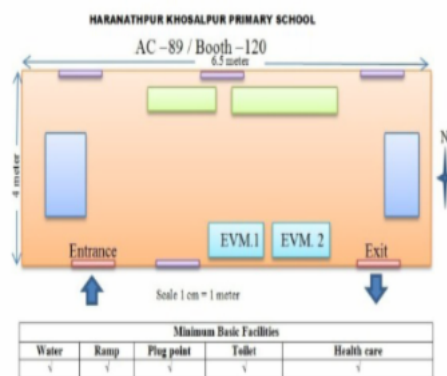 HARANATHPUR KHOSALPUR PRIMARY SCHOOL
AC –89 / Booth –120
6.5 meter
4 meter
N
EVM.1 EVM. 2
Entrance Exit
Scale 1 cm = 1 meter
Minimum Basic Facilities
Water Ramp Plug point Toilet Health care
√ √ √ √ √